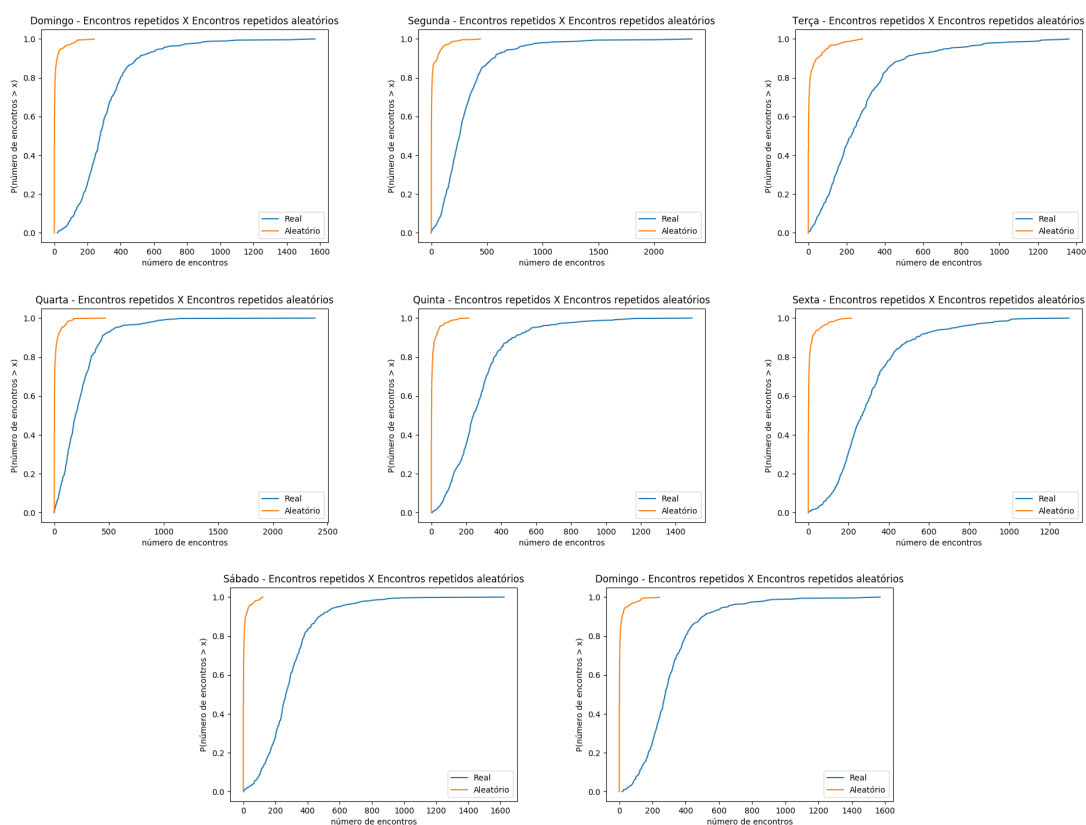 Domingo - Encontros repetidos X Encontros repetidos aleatórios
P(número de encontros > x)
1.0
0.8
0.6
0.4
0.2
0.0
0 200 400 600 800 1000 1200 1400 1600
número de encontros
Real
Aleatório
Segunda - Encontros repetidos X Encontros repetidos aleatórios
P(número de encontros > x)
1.0
0.8
0.6
0.4
0.2
0.0
0 500 1000 1500 2000
número de encontros
Real
Aleatório
Terça - Encontros repetidos X Encontros repetidos aleatórios
P(número de encontros > x)
1.0
0.8
0.6
0.4
0.2
0.0
0 200 400 600 800 1000 1200 1400
número de encontros
Real
Aleatório
Quarta - Encontros repetidos X Encontros repetidos aleatórios
P(número de encontros > x)
1.0
0.8
0.6
0.4
0.2
0.0
0 500 1000 1500 2000 2500
número de encontros
Real
Aleatório
Quinta - Encontros repetidos X Encontros repetidos aleatórios
P(número de encontros > x)
1.0
0.8
0.6
0.4
0.2
0.0
0 200 400 600 800 1000 1200 1400
número de encontros
Real
Aleatório
Sexta - Encontros repetidos X Encontros repetidos aleatórios
P(número de encontros > x)
1.0
0.8
0.6
0.4
0.2
0.0
0 200 400 600 800 1000 1200
número de encontros
Real
Aleatório
Sábado - Encontros repetidos X Encontros repetidos aleatórios
P(número de encontros > x)
1.0
0.8
0.6
0.4
0.2
0.0
0 200 400 600 800 1000 1200 1400 1600
número de encontros
Real
Aleatório
Domingo - Encontros repetidos X Encontros repetidos aleatórios
P(número de encontros > x)
1.0
0.8
0.6
0.4
0.2
0.0
0 200 400 600 800 1000 1200 1400 1600
número de encontros
Real
Aleatório